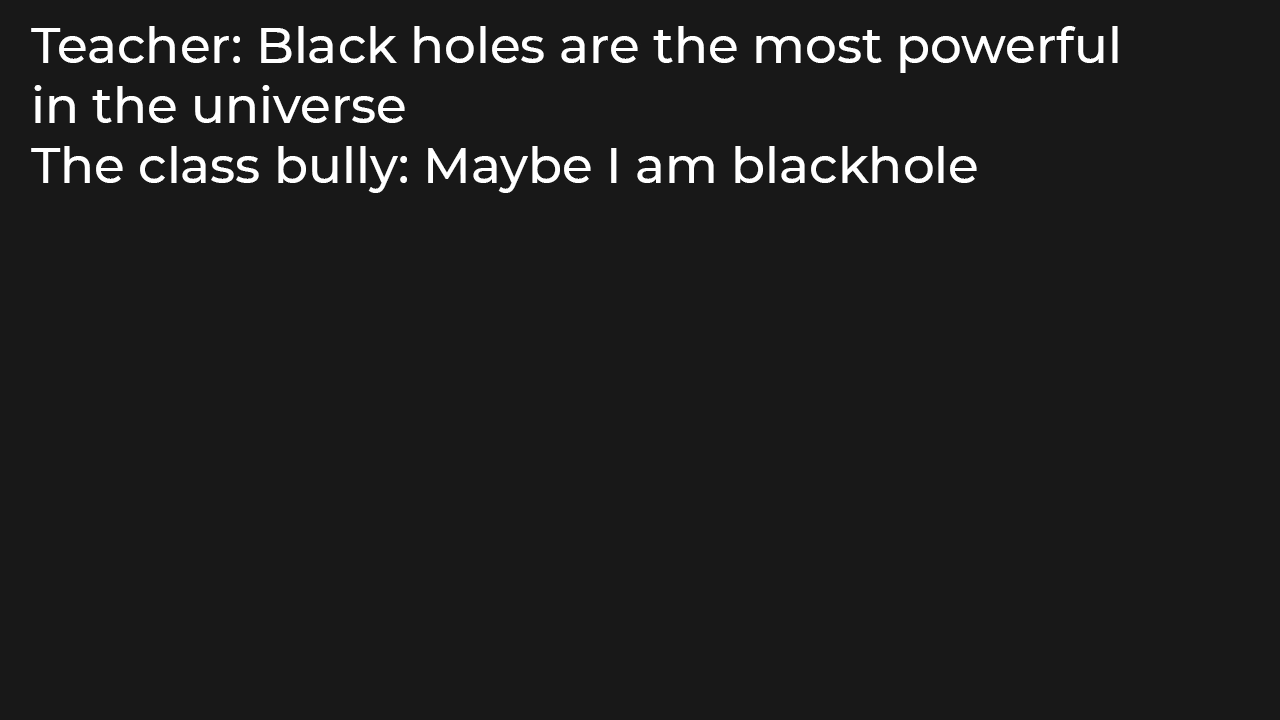 Teacher: Black holes are the most powerful
in the universe
The class bully: Maybe I am blackhole